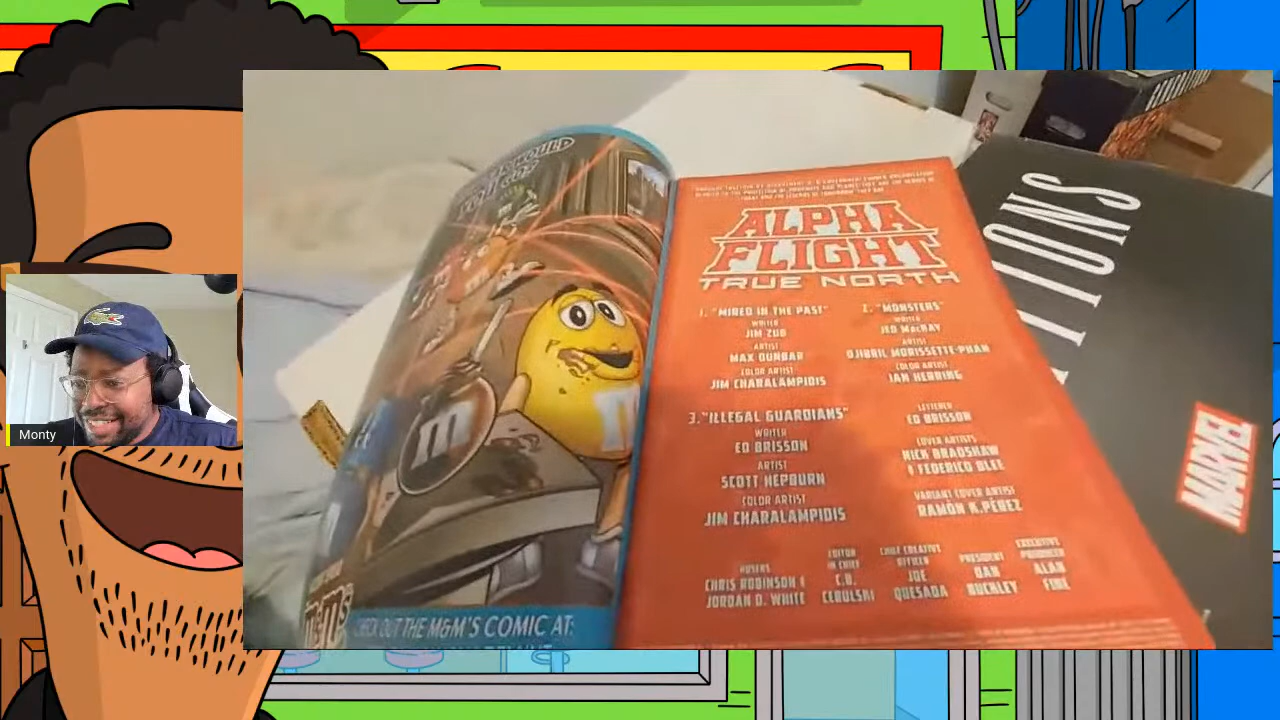 Monty
CHECK OUT THE M&M'S COMIC AT:
m
M&M'S
ALPHA
FLIGHT
TRUE NORTH
1. "MIRED IN THE PAST"
WRITER
JIM ZUB
ARTIST
MAX DUNBAR
COLOR ARTIST
JIM CHARALAMPIDIS
2. "MONSTERS"
WRITER
JED MacKAY
ARTIST
DJIBRIL MORISSETTE-PHAN
COLOR ARTIST
IAN HERRING
3. "ILLEGAL GUARDIANS"
WRITER
ED BRISSON
ARTIST
SCOTT HEPBURN
COLOR ARTIST
JIM CHARALAMPIDIS
LETTERER
ED BRISSON
COVER ARTISTS
NICK BRADSHAW
& FEDERICO BLEE
VARIANT COVER ARTIST
RAMÓN K. PÉREZ
CHRIS ROBINSON &
JORDAN D. WHITE
EDITOR
IN CHIEF
C.B.
CEBULSKI
CHIEF CREATIVE
OFFICER
JOE
QUESADA
PRESIDENT
DAN
BUCKLEY
EXECUTIVE
PRODUCER
ALAN
FINE
ITIONS
MARVEL